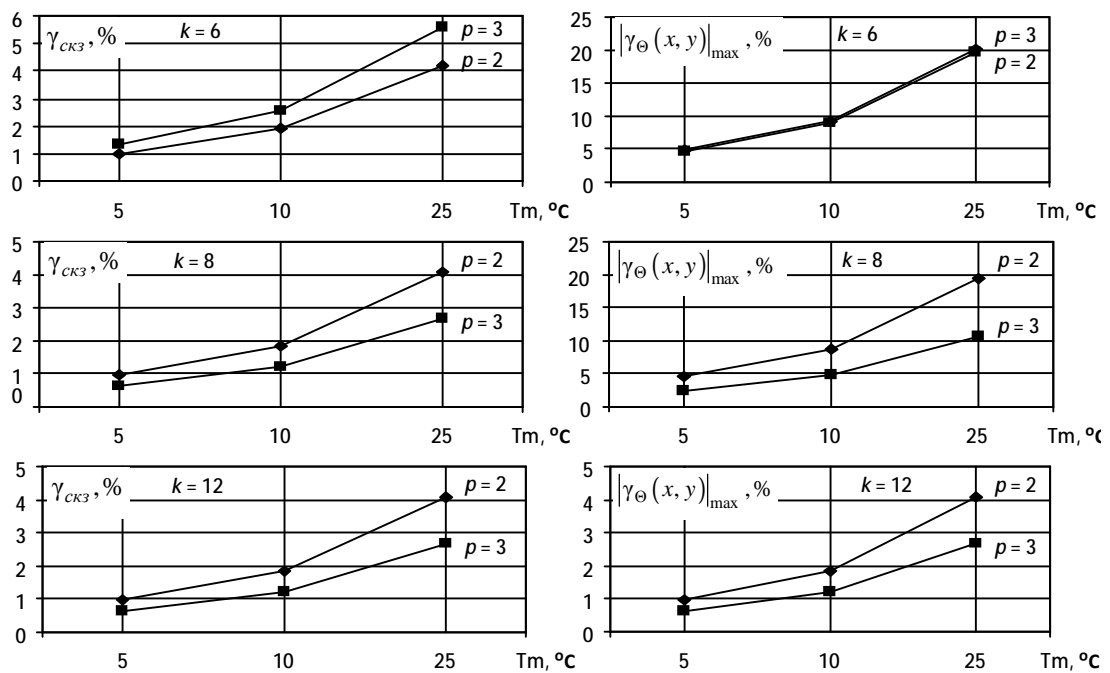 γскз, % k = 6
6
5
4
3
2
1
0
p = 3
p = 2
5 10 25 Tm, ºC
|γΘ(x, y)|max, % k = 6
25
20
15
10
5
0
p = 3
p = 2
5 10 25 Tm, ºC
γскз, % k = 8
5
4
3
2
1
0
p = 2
p = 3
5 10 25 Tm, ºC
|γΘ(x, y)|max, % k = 8
25
20
15
10
5
0
p = 2
p = 3
5 10 25 Tm, ºC
γскз, % k = 12
5
4
3
2
1
0
p = 2
p = 3
5 10 25 Tm, ºC
|γΘ(x, y)|max, % k = 12
5
4
3
2
1
0
p = 2
p = 3
5 10 25 Tm, ºC